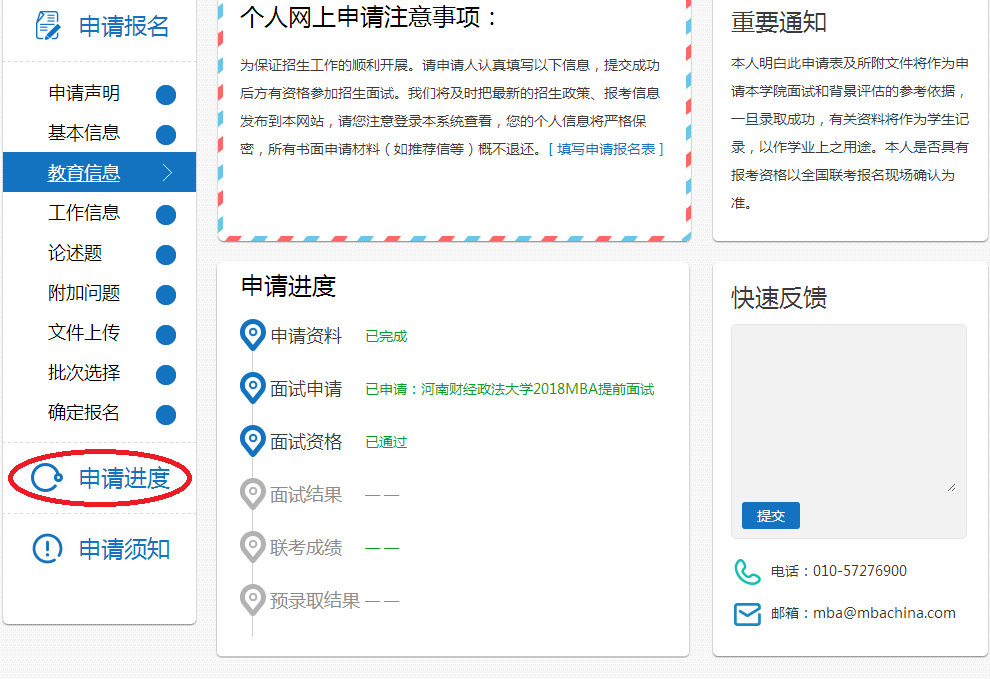 申请报名
申请声明
基本信息
教育信息
工作信息
论述题
附加问题
文件上传
批次选择
确定报名
申请进度
申请须知
个人网上申请注意事项：
为保证招生工作的顺利开展。请申请人认真填写以下信息，提交成功
后方有资格参加招生面试。我们将及时把最新的招生政策、报考信息
发布到本网站，请您注意登录本系统查看，您的个人信息将严格保
密，所有书面申请材料（如推荐信等）概不退还。[ 填写申请报名表 ]
申请进度
申请资料 已完成
面试申请 已申请：河南财经政法大学2018MBA提前面试
面试资格 已通过
面试结果 — —
联考成绩 — —
预录取结果 — —
重要通知
本人明白此申请表及所附文件将作为申
请本学院面试和背景评估的参考依据，
一旦录取成功，有关资料将作为学生记
录，以作学业上之用途。本人是否具有
报考资格以全国联考报名现场确认为
准。
快速反馈
提交
电话：010-57276900
邮箱：mba@mbachina.com